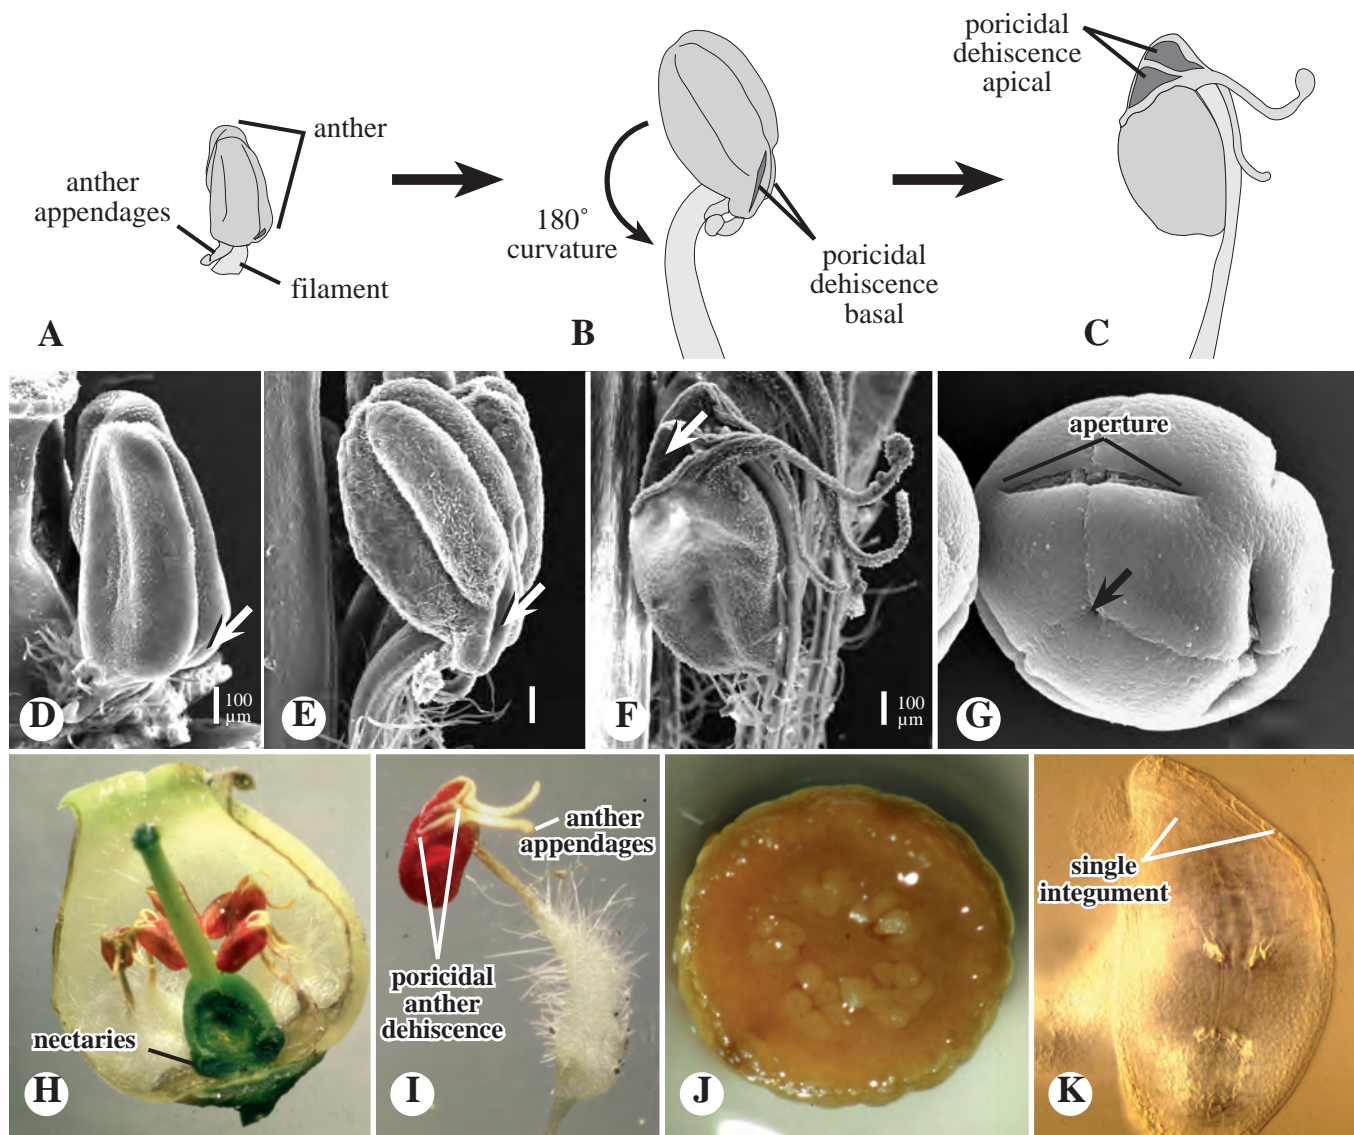 anther
anther
appendages
filament
A
180° curvature
poricidal
dehiscence
basal
B
poricidal
dehiscence
apical
C
100
µm
D
E
100
µm
F
aperture
G
nectaries
H
anther
appendages
poricidal
anther
dehiscence
I
J
single
integument
K